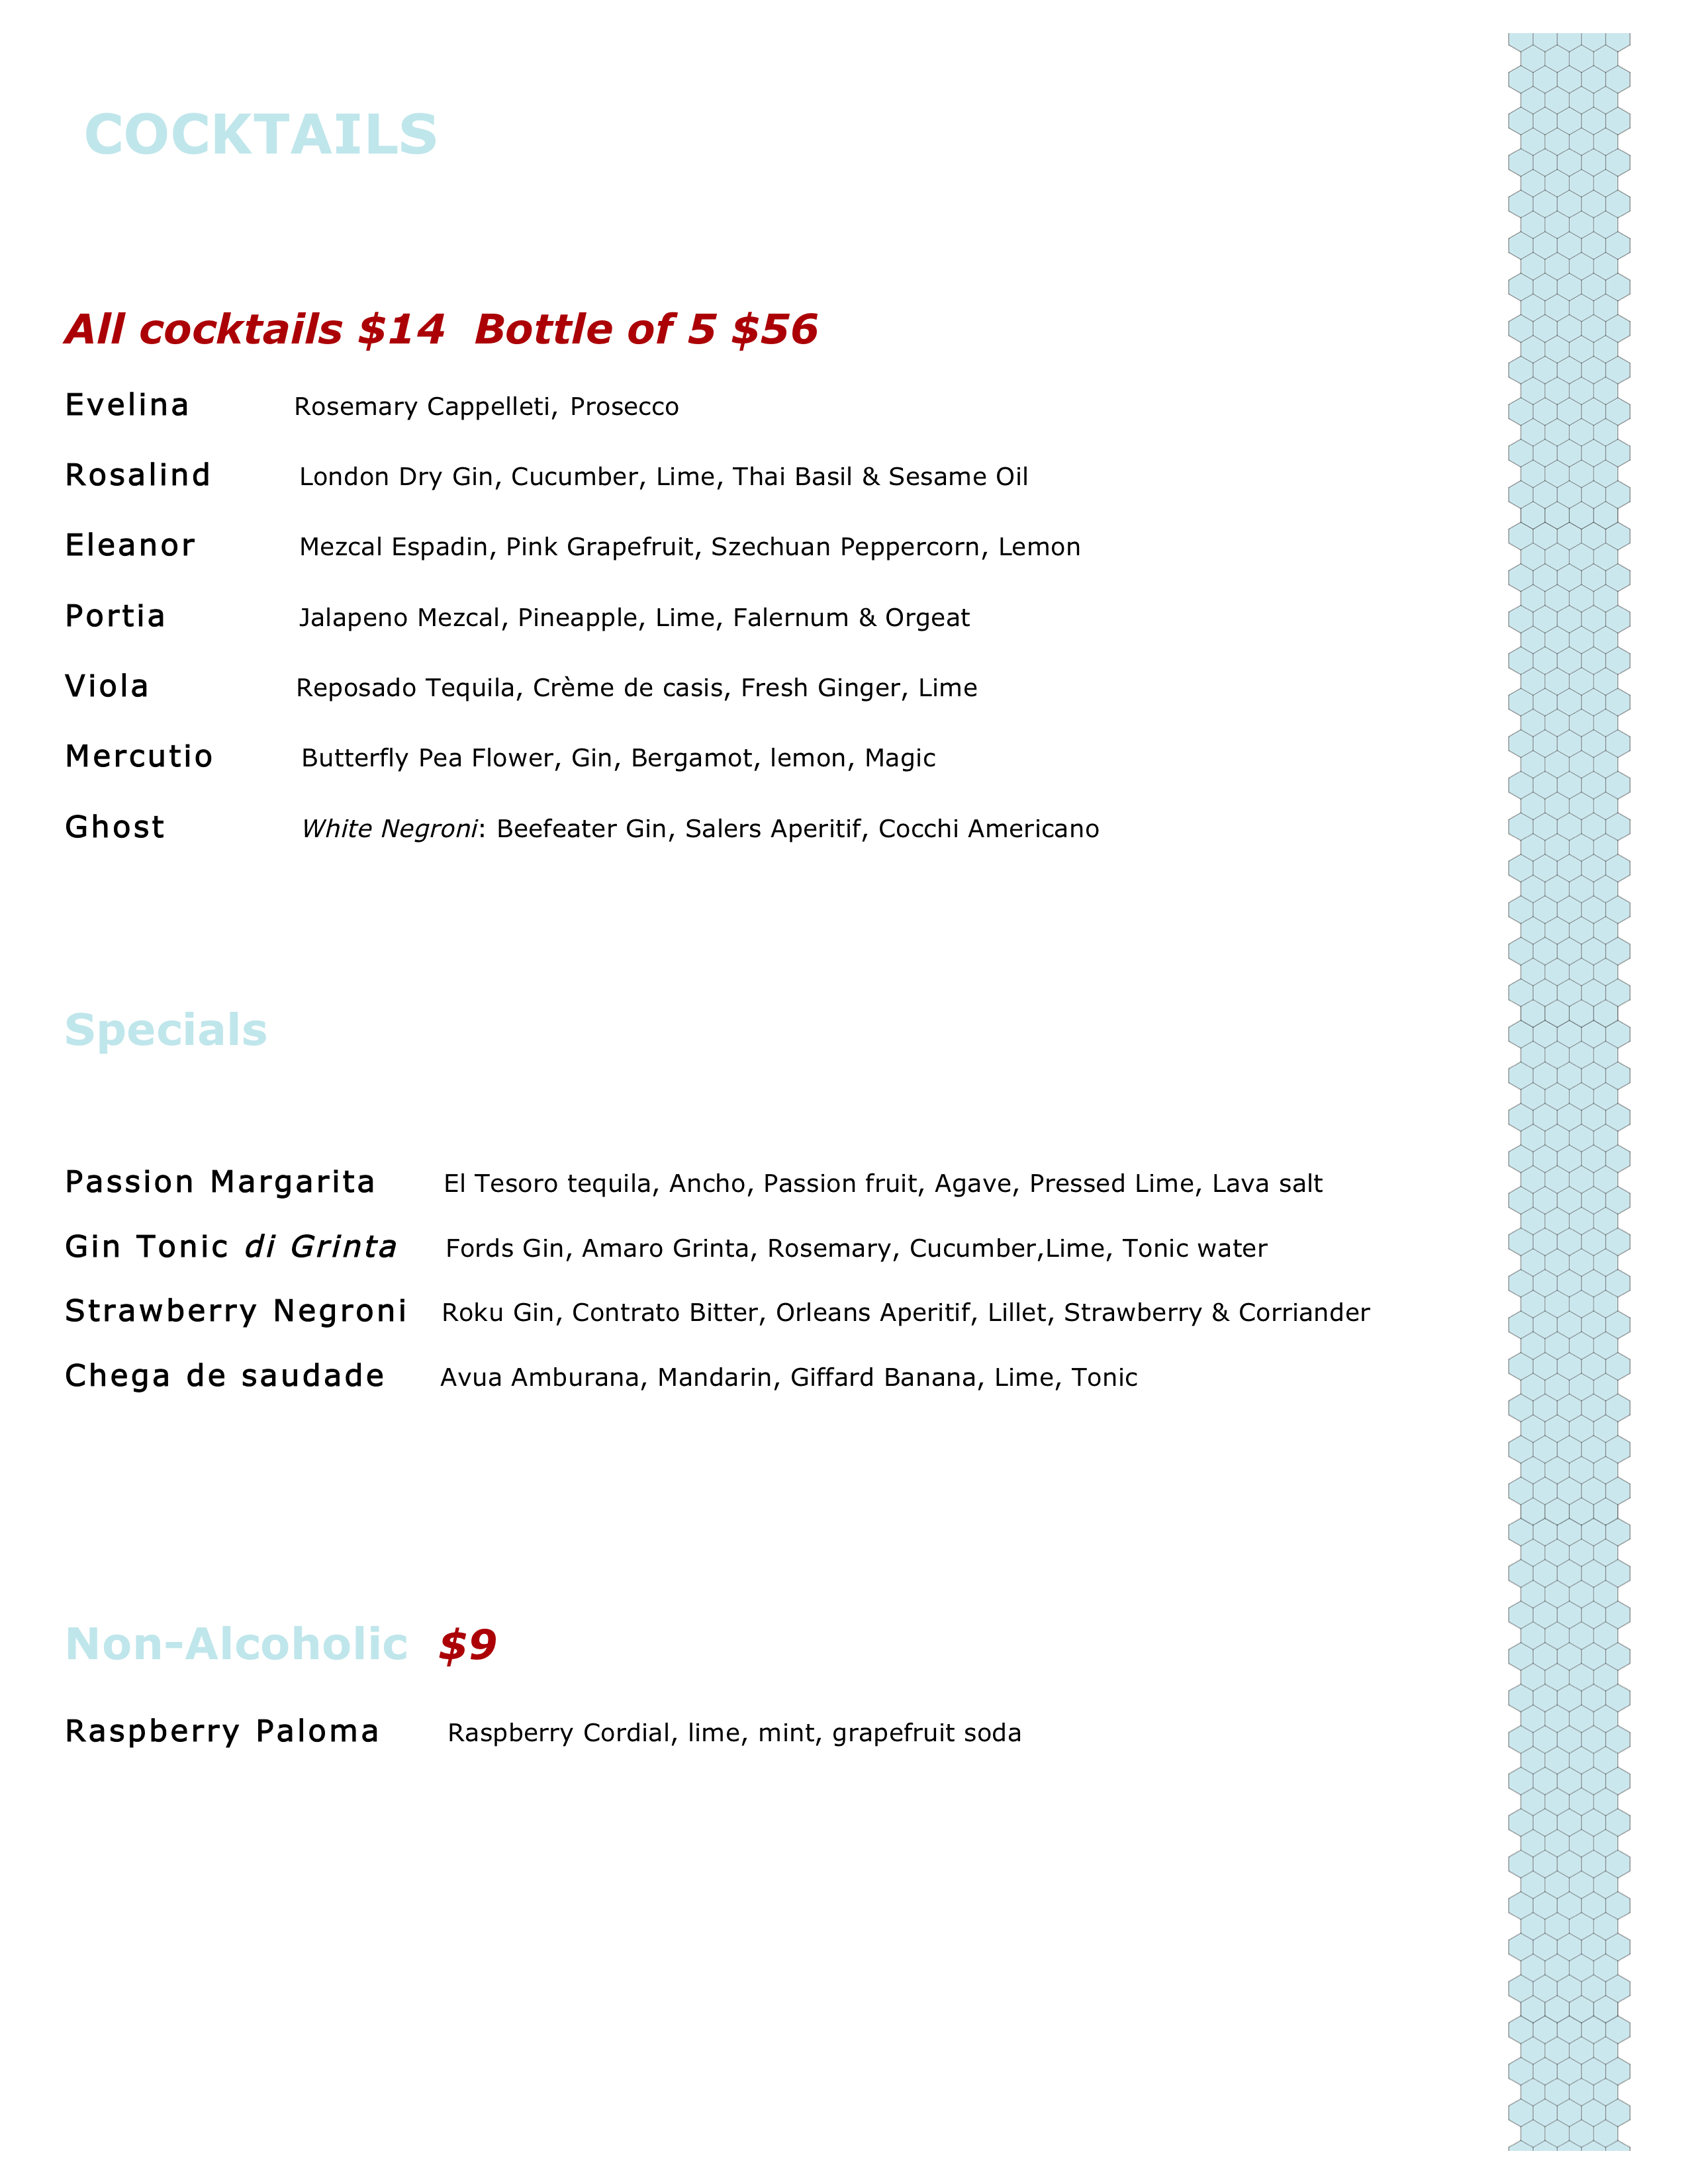 COCKTAILS
All cocktails $14 Bottle of 5 $56
Evelina Rosemary Cappelleti, Prosecco
Rosalind London Dry Gin, Cucumber, Lime, Thai Basil & Sesame Oil
Eleanor Mezcal Espadin, Pink Grapefruit, Szechuan Peppercorn, Lemon
Portia Jalapeno Mezcal, Pineapple, Lime, Falernum & Orgeat
Viola Reposado Tequila, Crème de casis, Fresh Ginger, Lime
Mercutio Butterfly Pea Flower, Gin, Bergamot, lemon, Magic
Ghost White Negroni: Beefeater Gin, Salers Aperitif, Cocchi Americano
Specials
Passion Margarita El Tesoro tequila, Ancho, Passion fruit, Agave, Pressed Lime, Lava salt
Gin Tonic di Grinta Fords Gin, Amaro Grinta, Rosemary, Cucumber,Lime, Tonic water
Strawberry Negroni Roku Gin, Contrato Bitter, Orleans Aperitif, Lillet, Strawberry & Corriander
Chega de saudade Avua Amburana, Mandarin, Giffard Banana, Lime, Tonic
Non-Alcoholic $9
Raspberry Paloma Raspberry Cordial, lime, mint, grapefruit soda